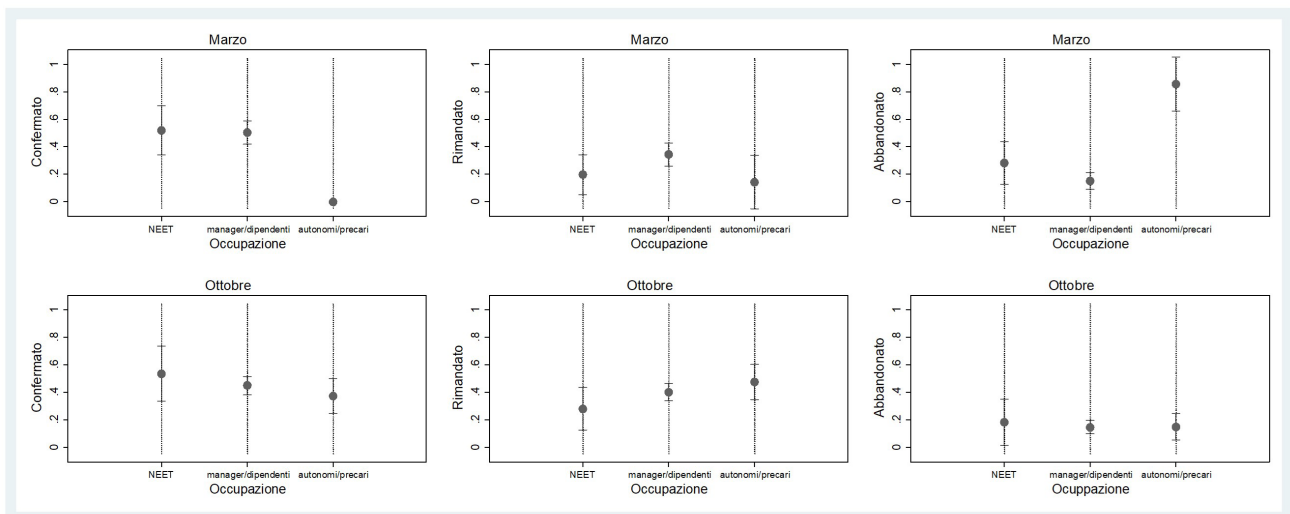 Marzo
Confermato
1
.8
.6
.4
.2
0
NEET manager/dipendenti autonomi/precari
Occupazione
Marzo
Rimandato
1
.8
.6
.4
.2
0
NEET manager/dipendenti autonomi/precari
Occupazione
Marzo
Abbandonato
1
.8
.6
.4
.2
0
NEET manager/dipendenti autonomi/precari
Occupazione
Ottobre
Confermato
1
.8
.6
.4
.2
0
NEET manager/dipendenti autonomi/precari
Occupazione
Ottobre
Rimandato
1
.8
.6
.4
.2
0
NEET manager/dipendenti autonomi/precari
Occupazione
Ottobre
Abbandonato
1
.8
.6
.4
.2
0
NEET manager/dipendenti autonomi/precari
Ocuppazione